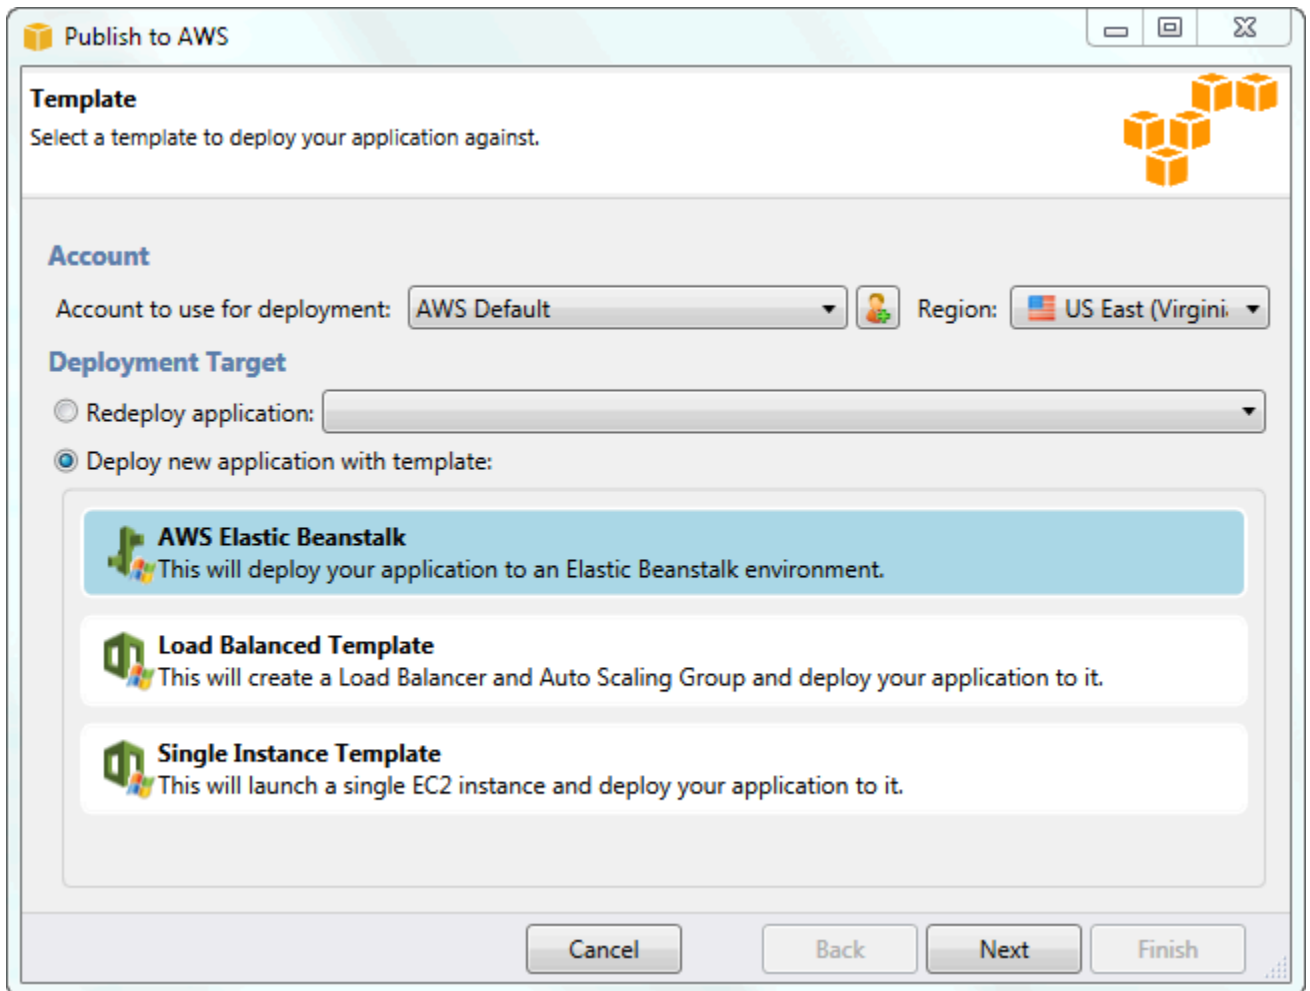 Publish to AWS
Template
Select a template to deploy your application against.
Account
Account to use for deployment: AWS Default Region: US East (Virgini
Deployment Target
Redeploy application:
Deploy new application with template:
AWS Elastic Beanstalk
This will deploy your application to an Elastic Beanstalk environment.
Load Balanced Template
This will create a Load Balancer and Auto Scaling Group and deploy your application to it.
Single Instance Template
This will launch a single EC2 instance and deploy your application to it.
Cancel Back Next Finish